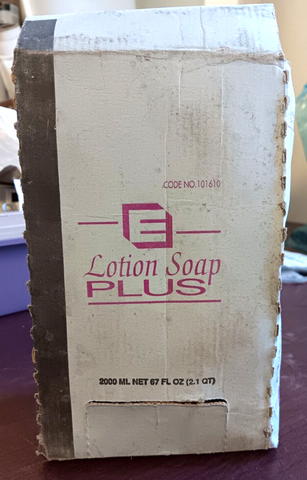 CODE NO. 101610
E
Lotion Soap
PLUS
2000 ML NET 67 FL OZ (2.1 QT)